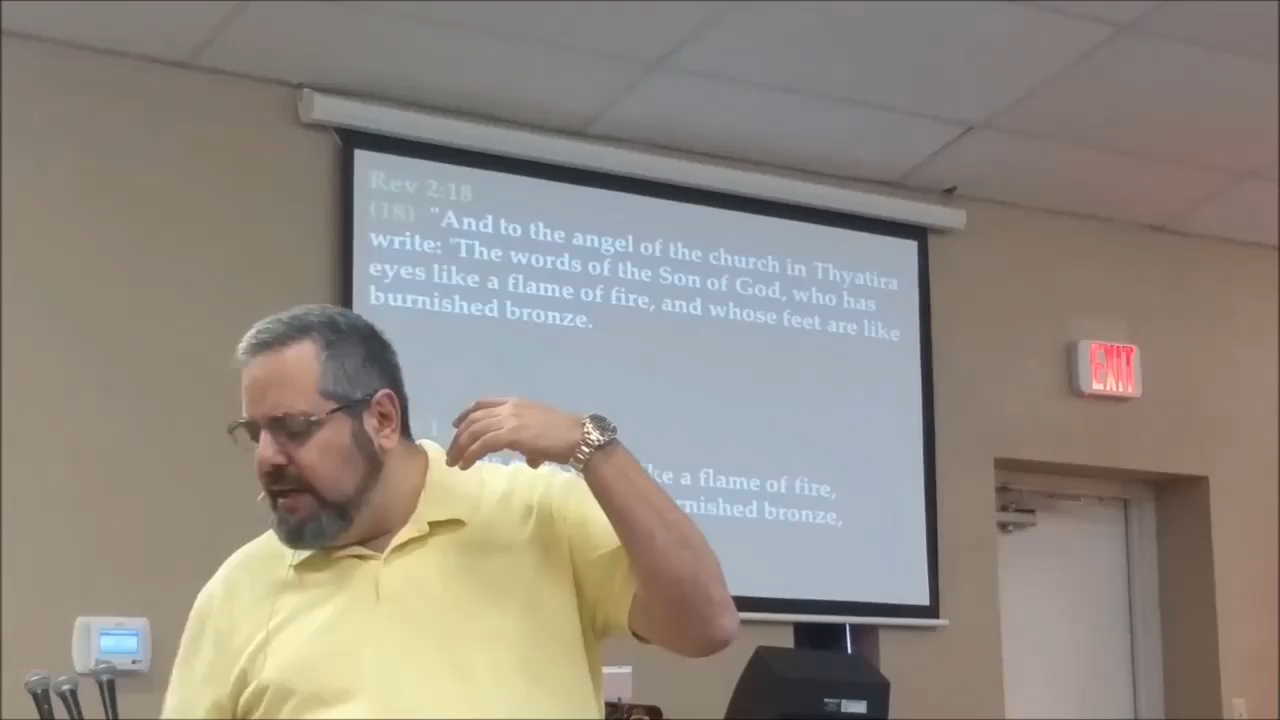 Rev 2:18
(18) "And to the angel of the church in Thyatira
write: 'The words of the Son of God, who has
eyes like a flame of fire, and whose feet are like
burnished bronze.
like a flame of fire,
burnished bronze,
EXIT